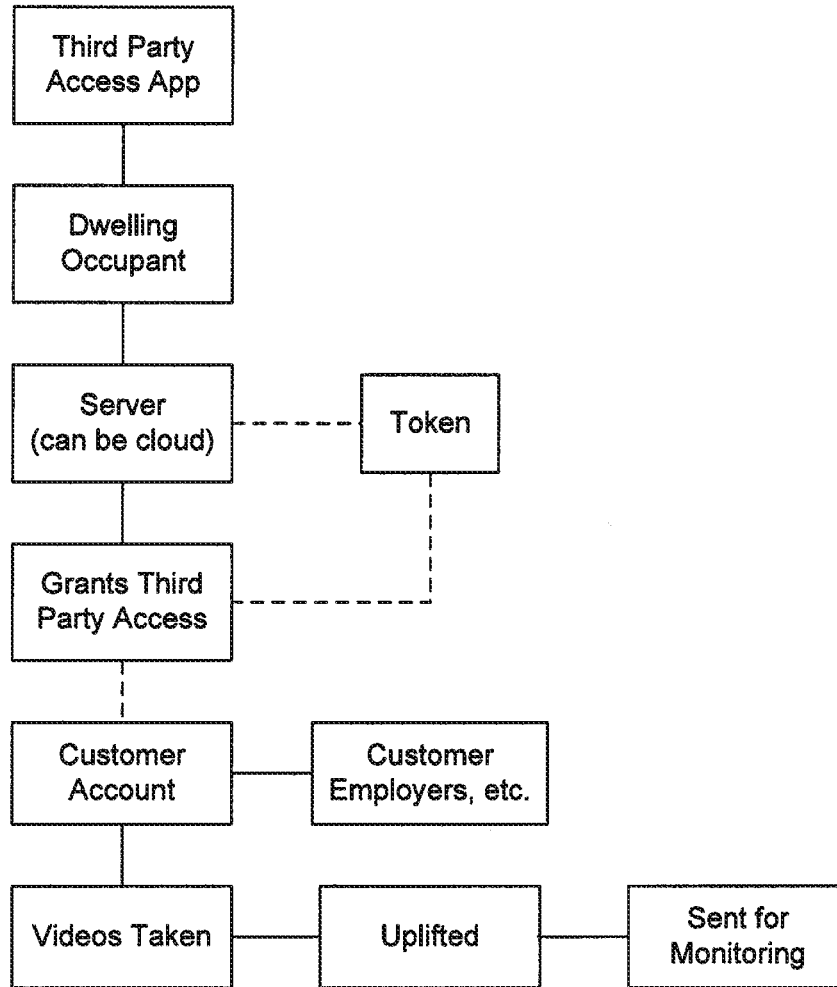 Third Party
Access App
Dwelling
Occupant
Server
(can be cloud)
Token
Grants Third
Party Access
Customer
Account
Customer
Employers, etc.
Videos Taken
Uplifted
Sent for
Monitoring